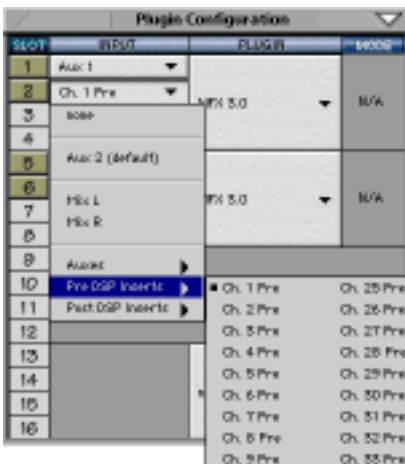 Plugin Configuration
SLOT INPUT PLUGIN MODE
1 Aux 1
2 Ch. 1 Pre
MFX 3.0 N/A
3 none
4
5 Aux 2 (default)
6
MFX 3.0 N/A
7 Mix L
Mix R
8
9 Auxes
10 Pre DSP Inserts
11 Post DSP Inserts
12
13
14
15
16
Ch. 1 Pre Ch. 25 Pre
Ch. 2 Pre Ch. 26 Pre
Ch. 3 Pre Ch. 27 Pre
Ch. 4 Pre Ch. 28 Pre
Ch. 5 Pre Ch. 29 Pre
Ch. 6 Pre Ch. 30 Pre
Ch. 7 Pre Ch. 31 Pre
Ch. 8 Pre Ch. 32 Pre
Ch. 9 Pre Ch. 33 Pre